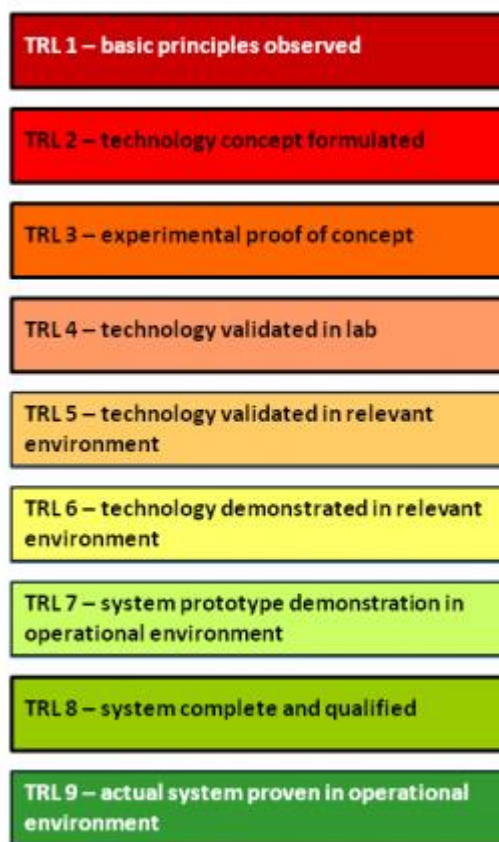 TRL 1 – basic principles observed
TRL 2 – technology concept formulated
TRL 3 – experimental proof of concept
TRL 4 – technology validated in lab
TRL 5 – technology validated in relevant
environment
TRL 6 – technology demonstrated in relevant
environment
TRL 7 – system prototype demonstration in
operational environment
TRL 8 – system complete and qualified
TRL 9 – actual system proven in operational
environment